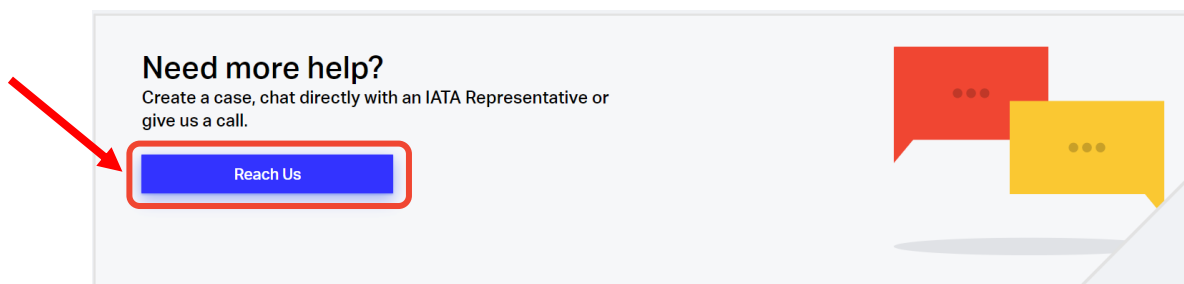 Need more help?
Create a case, chat directly with an IATA Representative or
give us a call.
Reach Us